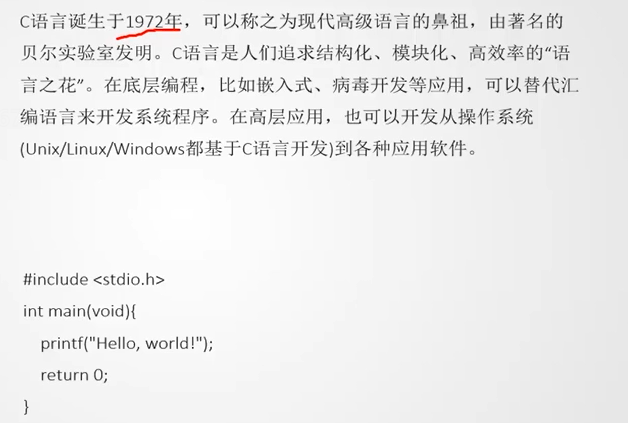 C语言诞生于1972年，可以称之为现代高级语言的鼻祖，由著名的
贝尔实验室发明。C语言是人们追求结构化、模块化、高效率的“语
言之花”。在底层编程，比如嵌入式、病毒开发等应用，可以替代汇
编语言来开发系统程序。在高层应用，也可以开发从操作系统
(Unix/Linux/Windows都基于C语言开发)到各种应用软件。
#include <stdio.h>
int main(void){
printf("Hello, world!");
return 0;
}